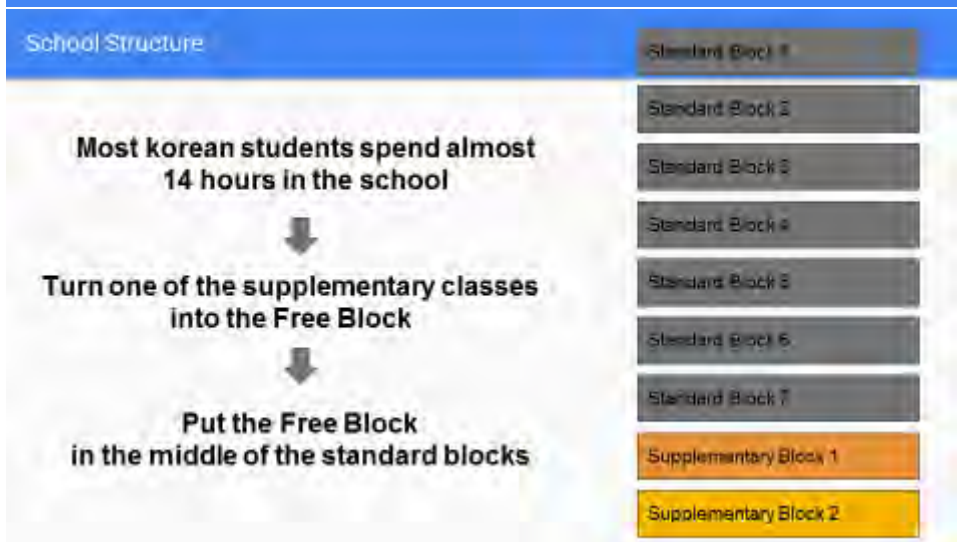 School Structure
Most korean students spend almost
14 hours in the school
Turn one of the supplementary classes
into the Free Block
Put the Free Block
in the middle of the standard blocks
Standard Block 1
Standard Block 2
Standard Block 3
Standard Block 4
Standard Block 5
Standard Block 6
Standard Block 7
Supplementary Block 1
Supplementary Block 2